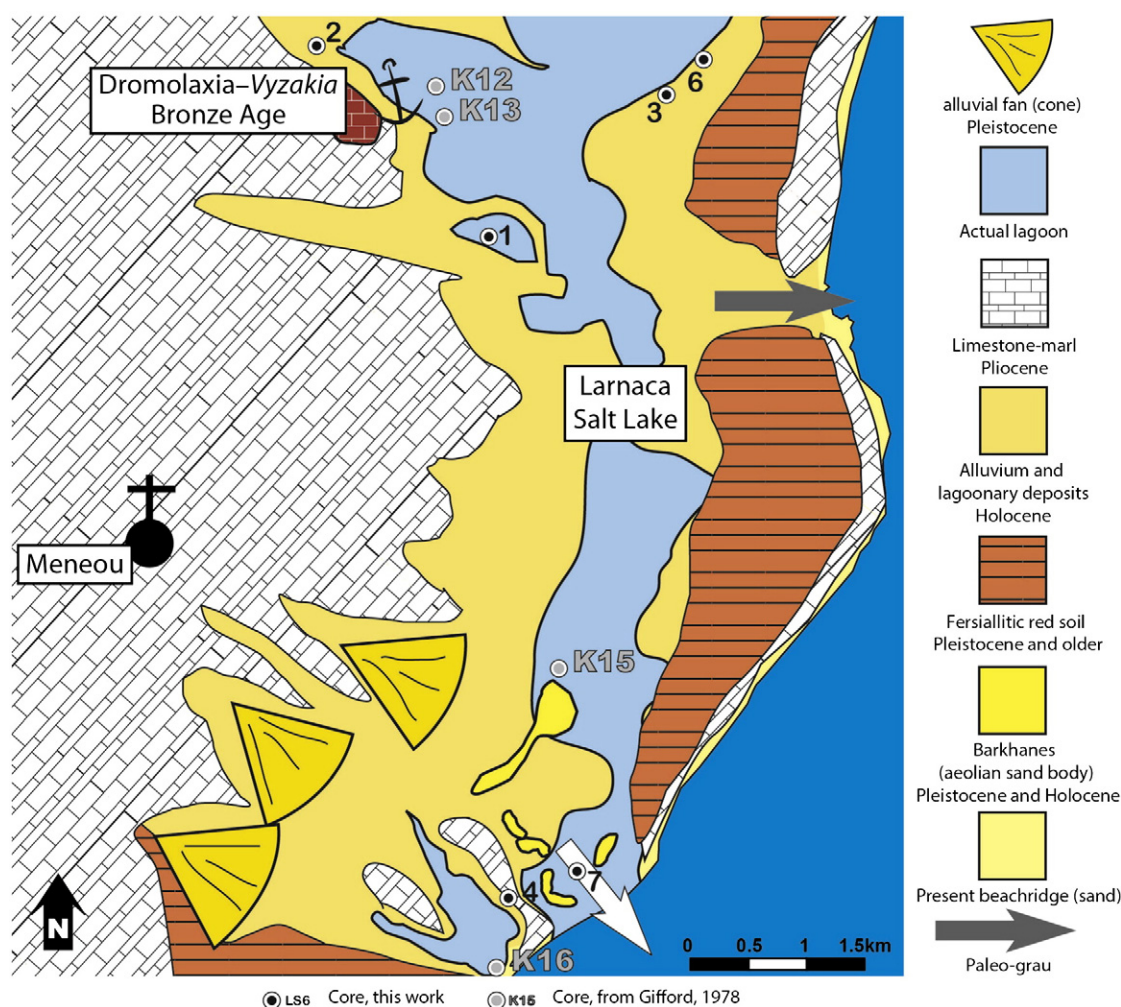 2
Dromolaxia–Vyzakia
Bronze Age
K12
K13
6
3
1
Larnaca
Salt Lake
Meneou
K15
7
4
K16
N
0 0.5 1 1.5km
alluvial fan (cone)
Pleistocene
Actual lagoon
Limestone-marl
Pliocene
Alluvium and
lagoonary deposits
Holocene
Fersiallitic red soil
Pleistocene and older
Barkhanes
(aeolian sand body)
Pleistocene and Holocene
Present beachridge (sand)
Paleo-grau
LS6 Core, this work K15 Core, from Gifford, 1978